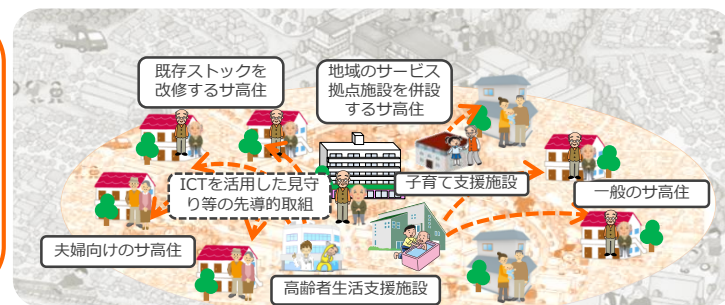 既存ストックを
改修するサ高住
地域のサービス
拠点施設を併設
するサ高住
ICTを活用した見守
り等の先導的取組
子育て支援施設
一般のサ高住
夫婦向けのサ高住
高齢者生活支援施設